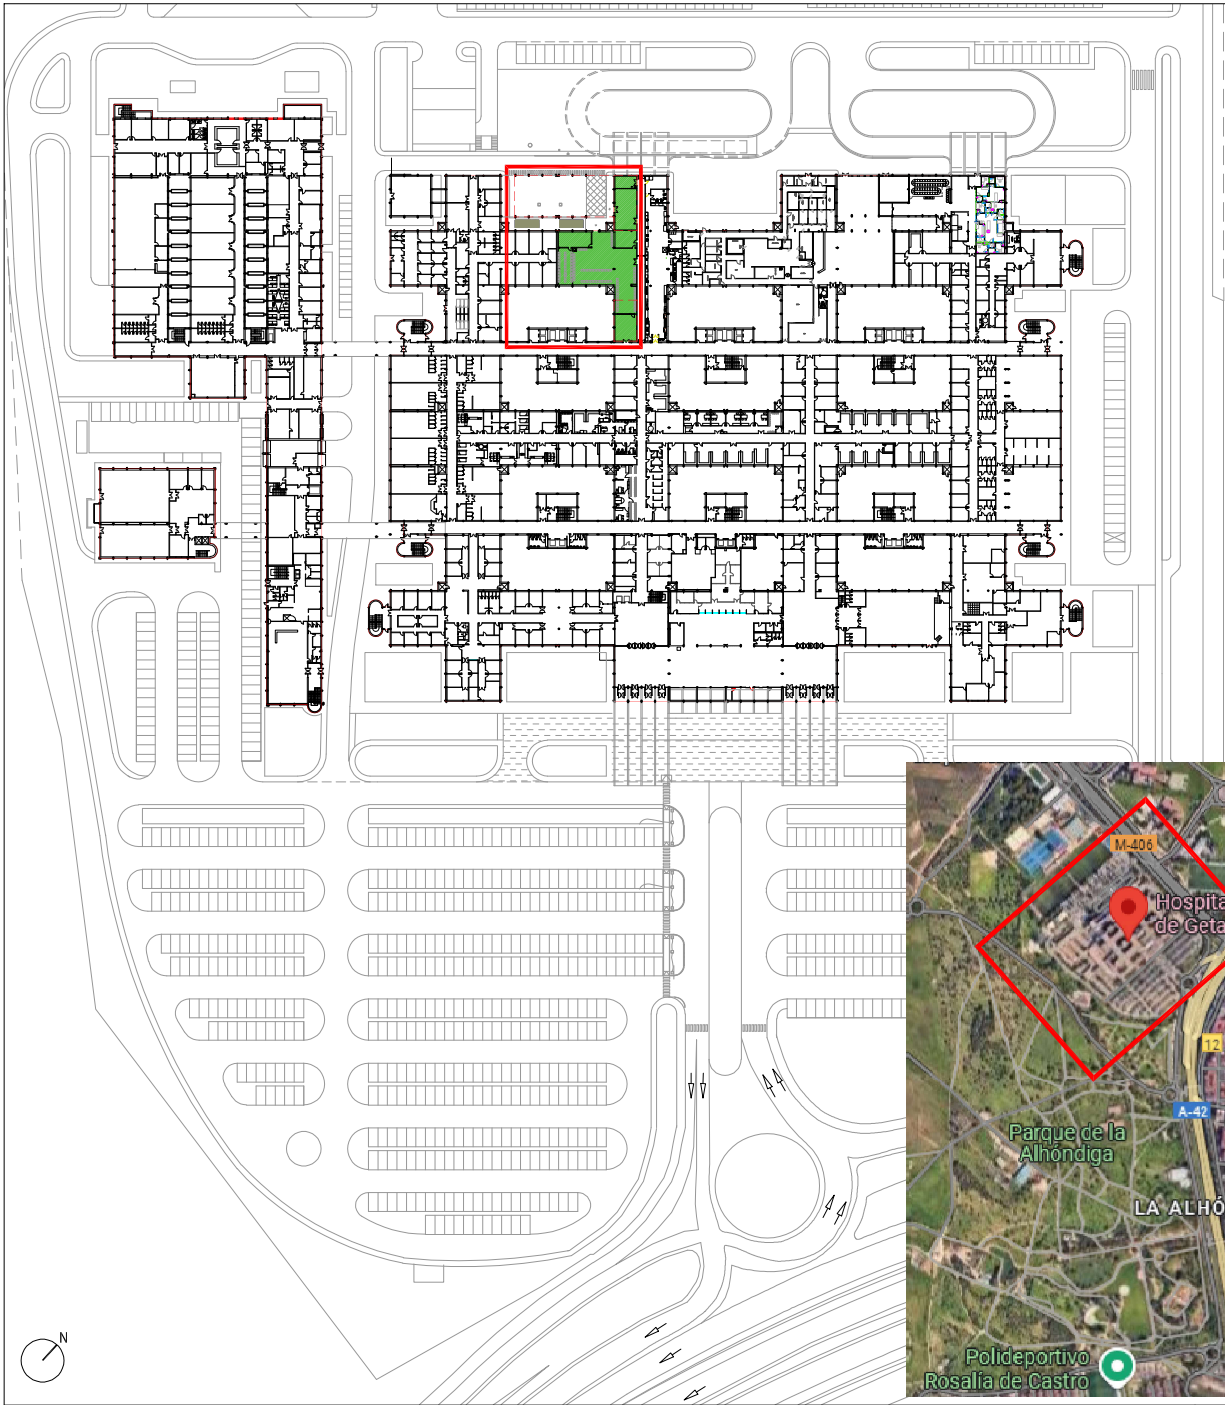 M-406
Hospita
de Geta
12
A-42
Parque de la
Alhóndiga
LA ALHÓ
Polideportivo
Rosalía de Castro
N